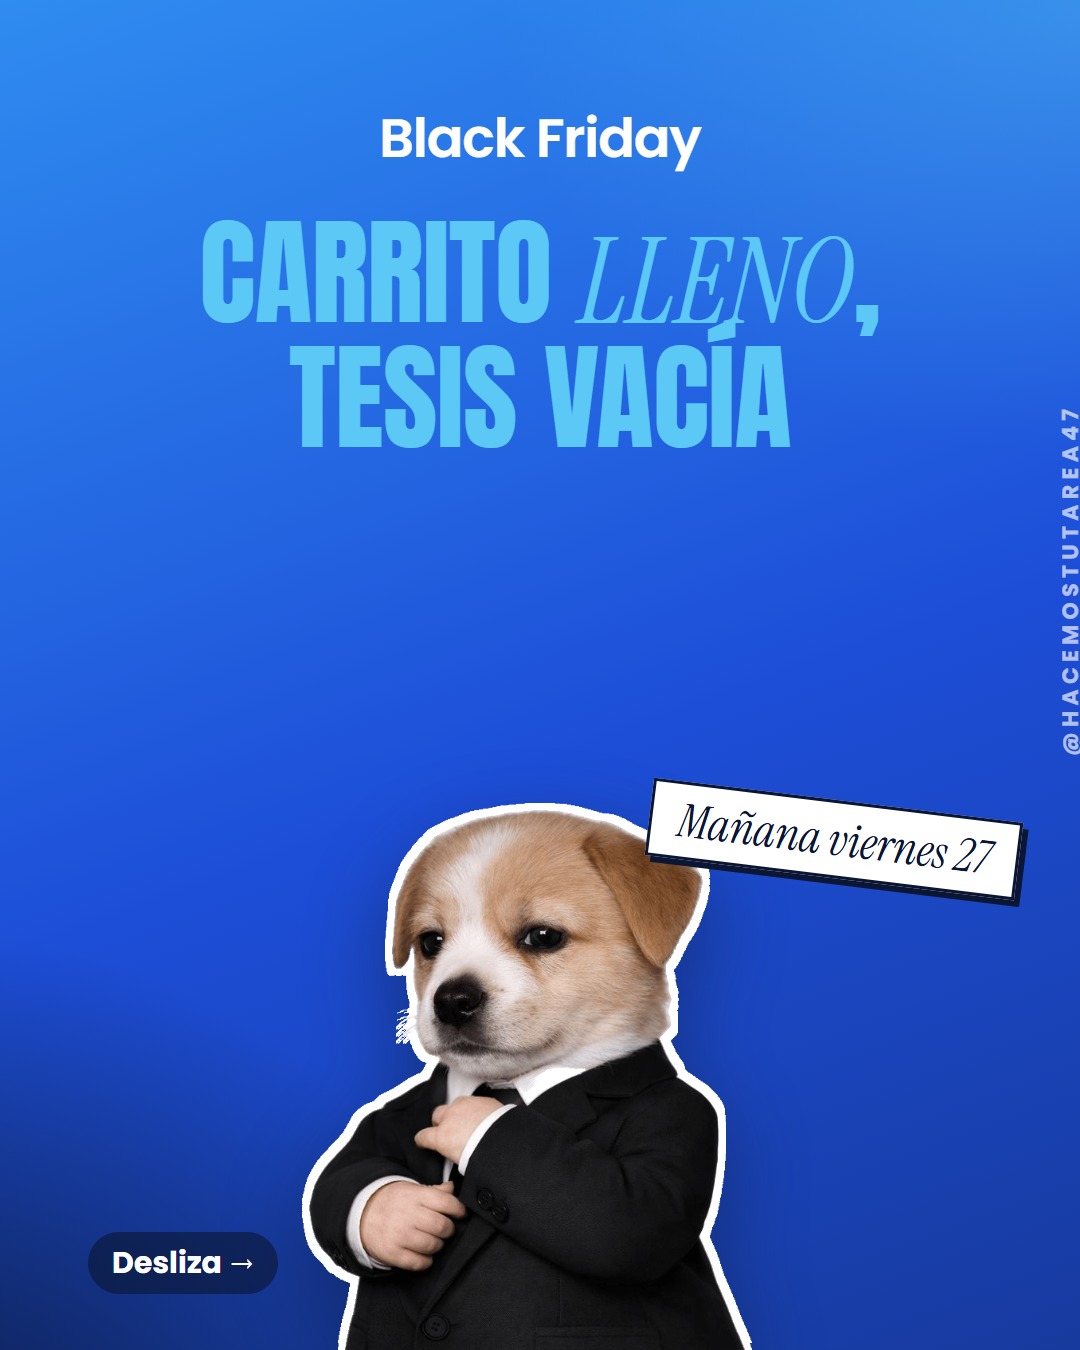 Black Friday
CARRITO LLENO,
TESIS VACÍA
@HACEMOSTUTAREA47
Mañana viernes 27
Desliza →